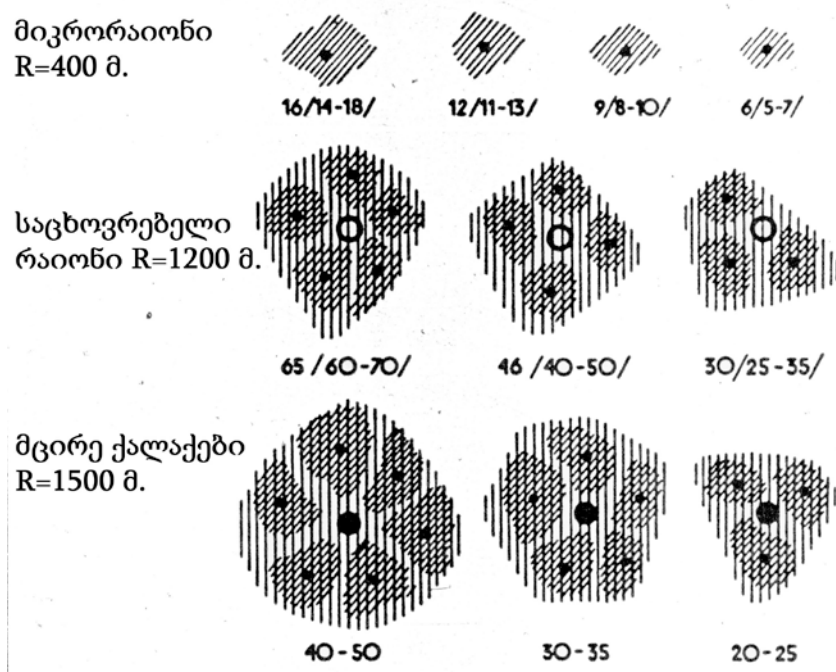 მიკრორაიონი
R=400 მ.
16/14-18/ 12/11-13/ 9/8-10/ 6/5-7/
საცხოვრებელი
რაიონი R=1200 მ.
65 /60-70/ 46 /40-50/ 30/25-35/
მცირე ქალაქები
R=1500 მ.
40-50 30-35 20-25